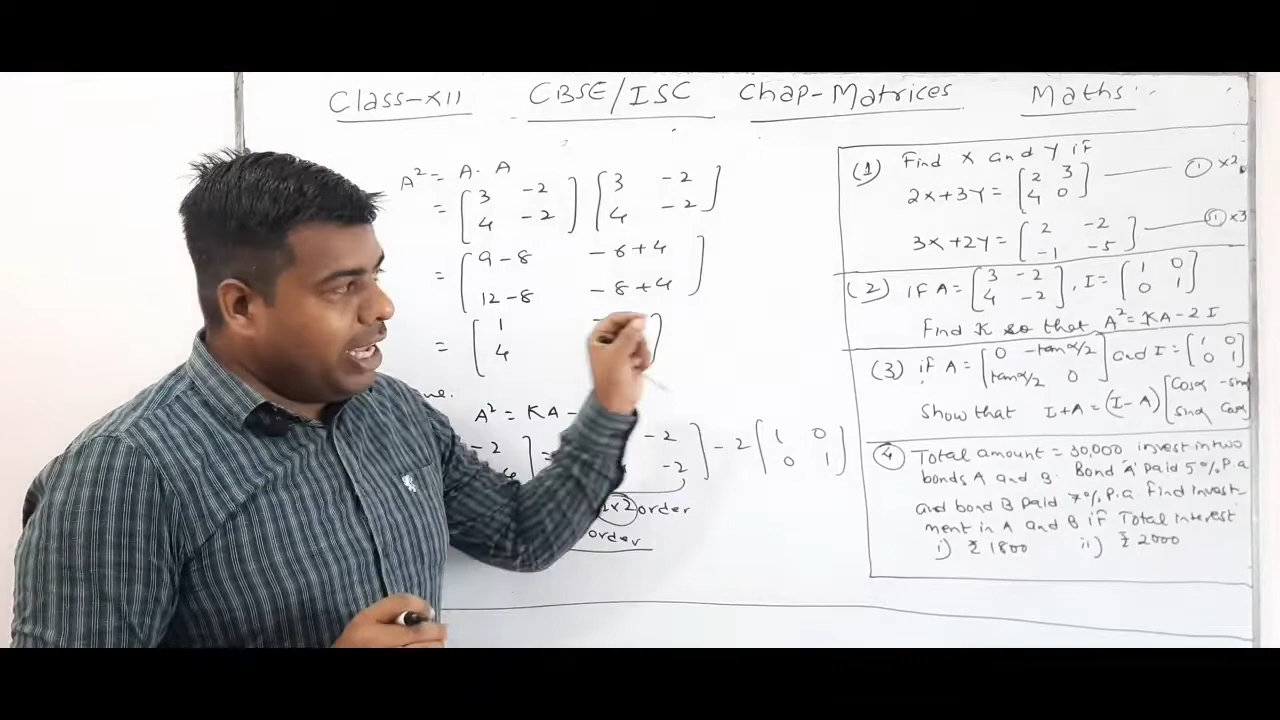 Class-XII CBSE/ISC Chap-Matrices Maths
A² = A. A
= [3 -2] [3 -2]
[4 -2] [4 -2]
= [9-8 -6+4]
[12-8 -8+4]
= [1
4]
A² = KA -
-2] = -2] - 2 [1 0]
-2] [0 1]
1x2 order
order
(1) Find X and Y if
2X+3Y = [2 3] — (i) x2
[4 0]
3X+2Y = [2 -2] — (ii) x3
[-1 -5]
(2) if A = [3 -2], I = [1 0]
[4 -2] [0 1]
Find K so that A² = KA-2I
(3) if A = [0 -tanα/2] and I = [1 0]
[tanα/2 0] [0 1]
Show that I+A = (I-A) [cosα -sinα
sinα cosα
(4) Total amount = 30,000 invest in two
bonds A and B. Bond 'A' paid 5% P.a
and bond B paid 7% P.a. Find invest-
ment in A and B if Total interest
i) ₹ 1800 ii) ₹ 2000